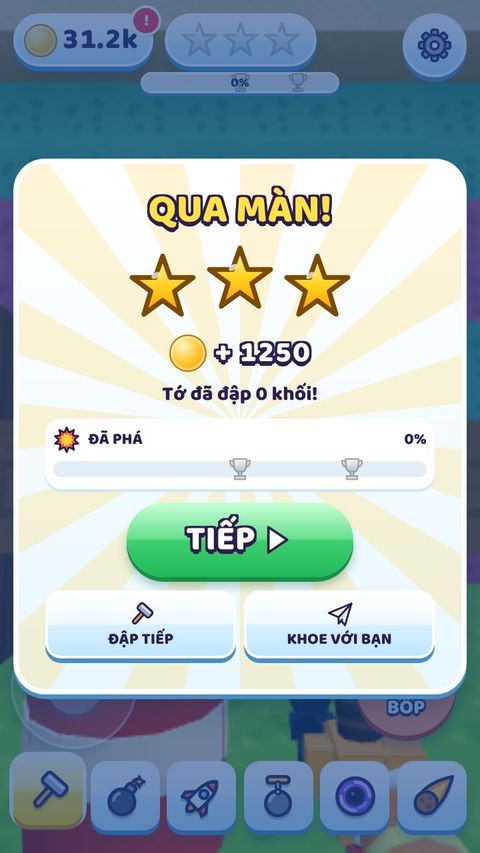 31.2k
!
0%
QUA MÀN!
+ 1250
Tớ đã đập 0 khối!
ĐÃ PHÁ
0%
TIẾP
ĐẬP TIẾP
KHOE VỚI BẠN
BỐP